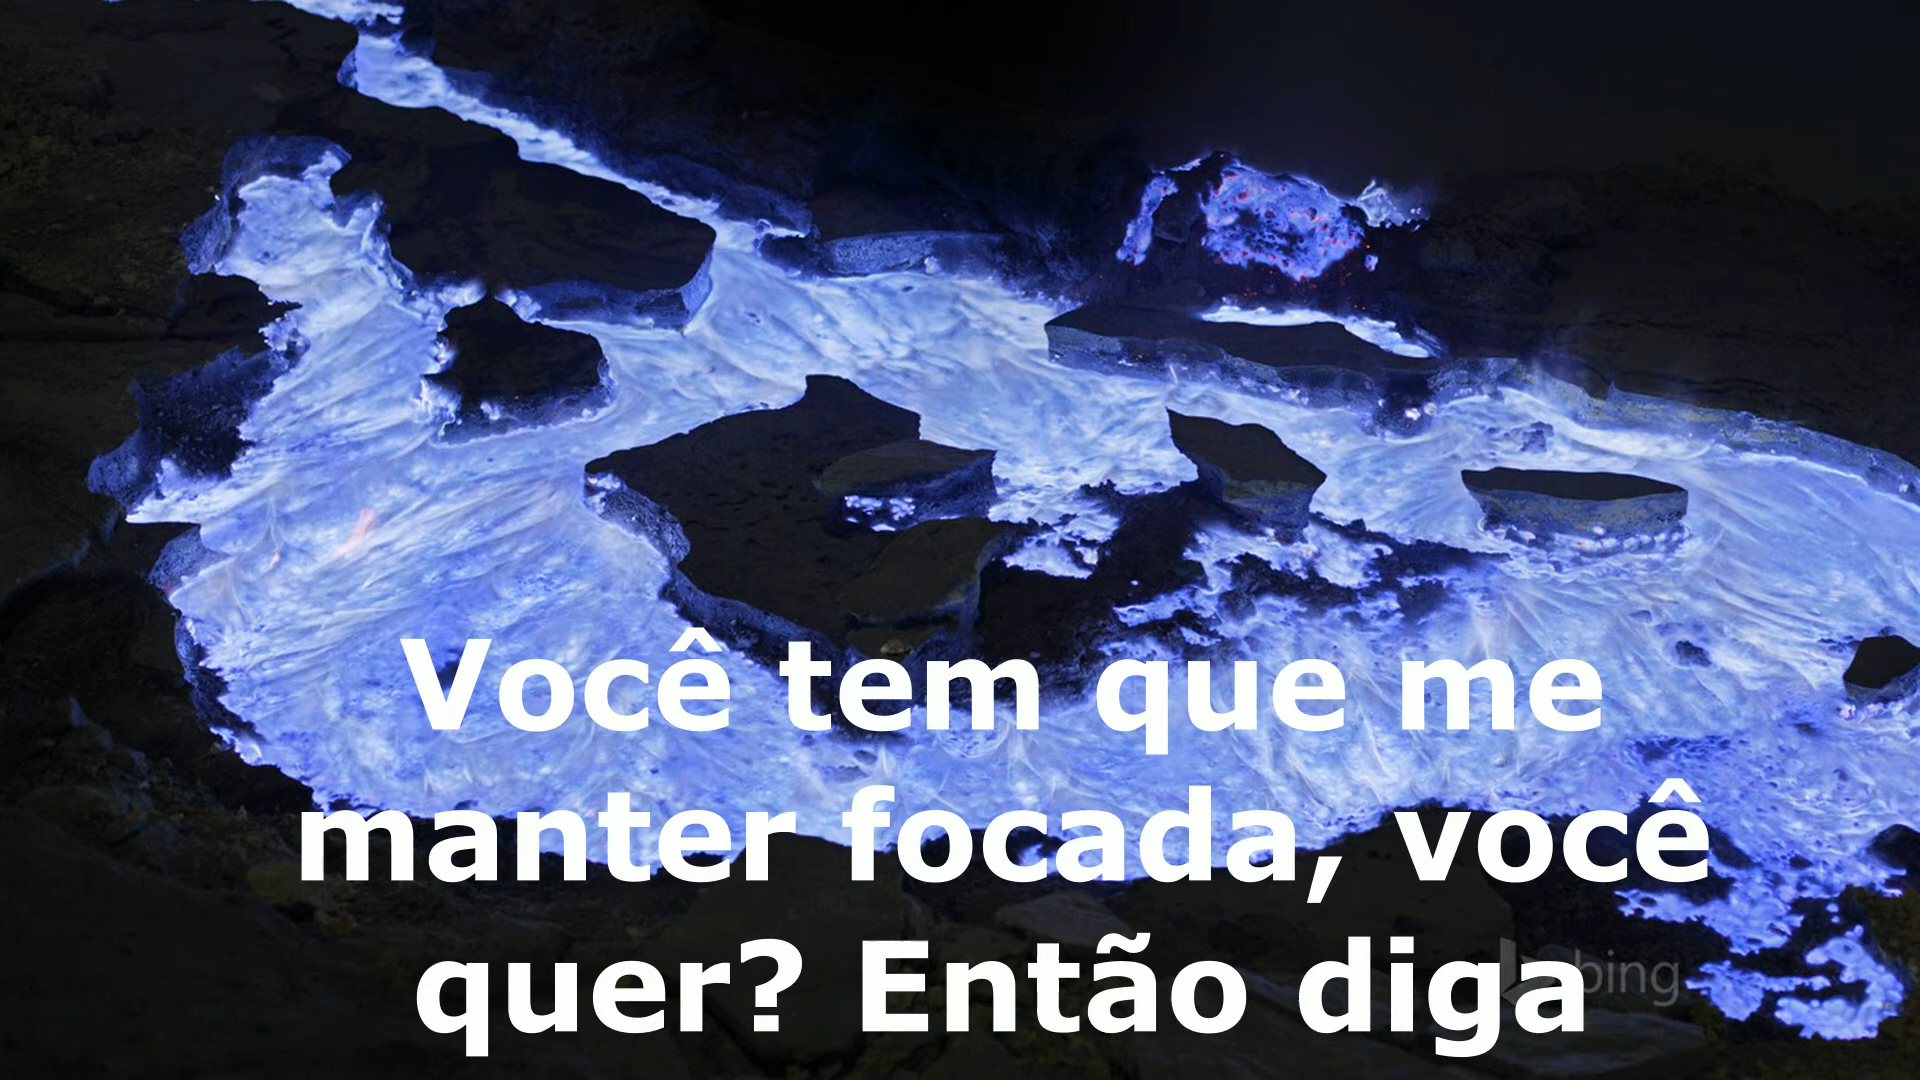 Você tem que me
manter focada, você
quer? Então diga
bing